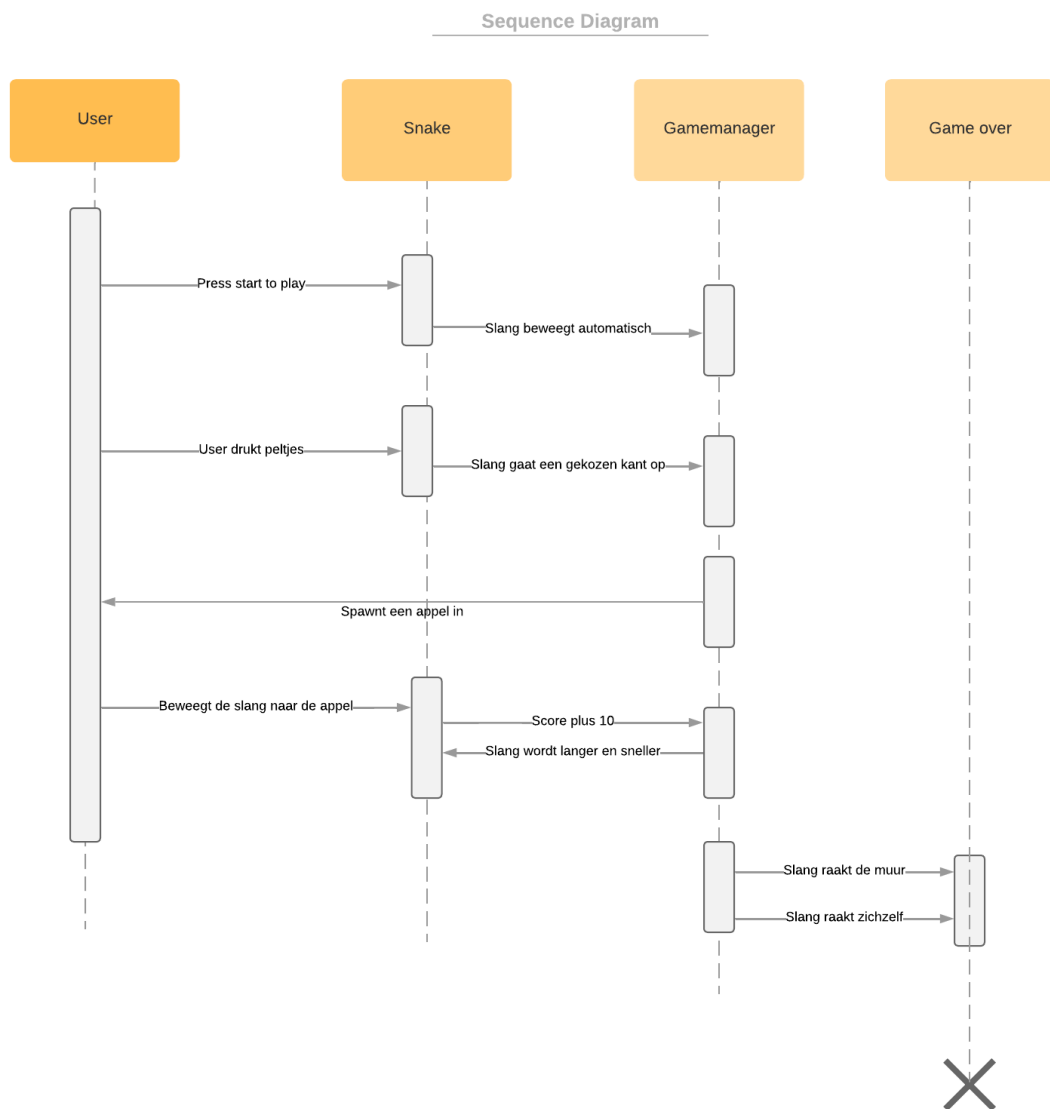 Sequence Diagram
User
Snake
Gamemanager
Game over
Press start to play
Slang beweegt automatisch
User drukt peltjes
Slang gaat een gekozen kant op
Spawnt een appel in
Beweegt de slang naar de appel
Score plus 10
Slang wordt langer en sneller
Slang raakt de muur
Slang raakt zichzelf